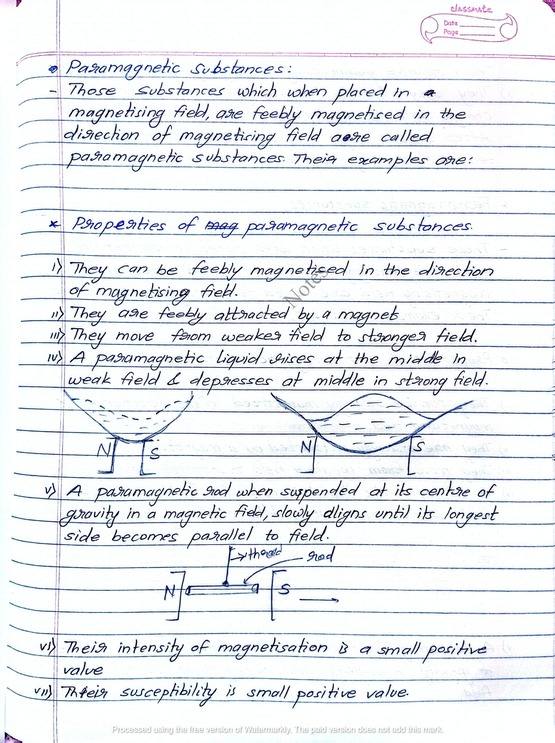 classmate
Date
Page
Paramagnetic Substances:
- Those substances which when placed in a
magnetising field, are feebly magnetised in the
direction of magnetising field are called
paramagnetic substances. Their examples are:
x Properties of mag paramagnetic substances.
i) They can be feebly magnetised in the direction
of magnetising field.
Notes
ii) They are feebly attracted by a magnet
iii) They move from weaker field to stronger field.
iv) A paramagnetic liquid rises at the middle in
weak field & depresses at middle in strong field.
N S N S
v) A paramagnetic rod when suspended at its centre of
gravity in a magnetic field, slowly aligns until its longest
side becomes parallel to field.
→ thread rod
N S
vi) Their intensity of magnetisation is a small positive
value
vii) Their susceptibility is small positive value.
Processed using the free version of Watermarkly. The paid version does not add this mark.